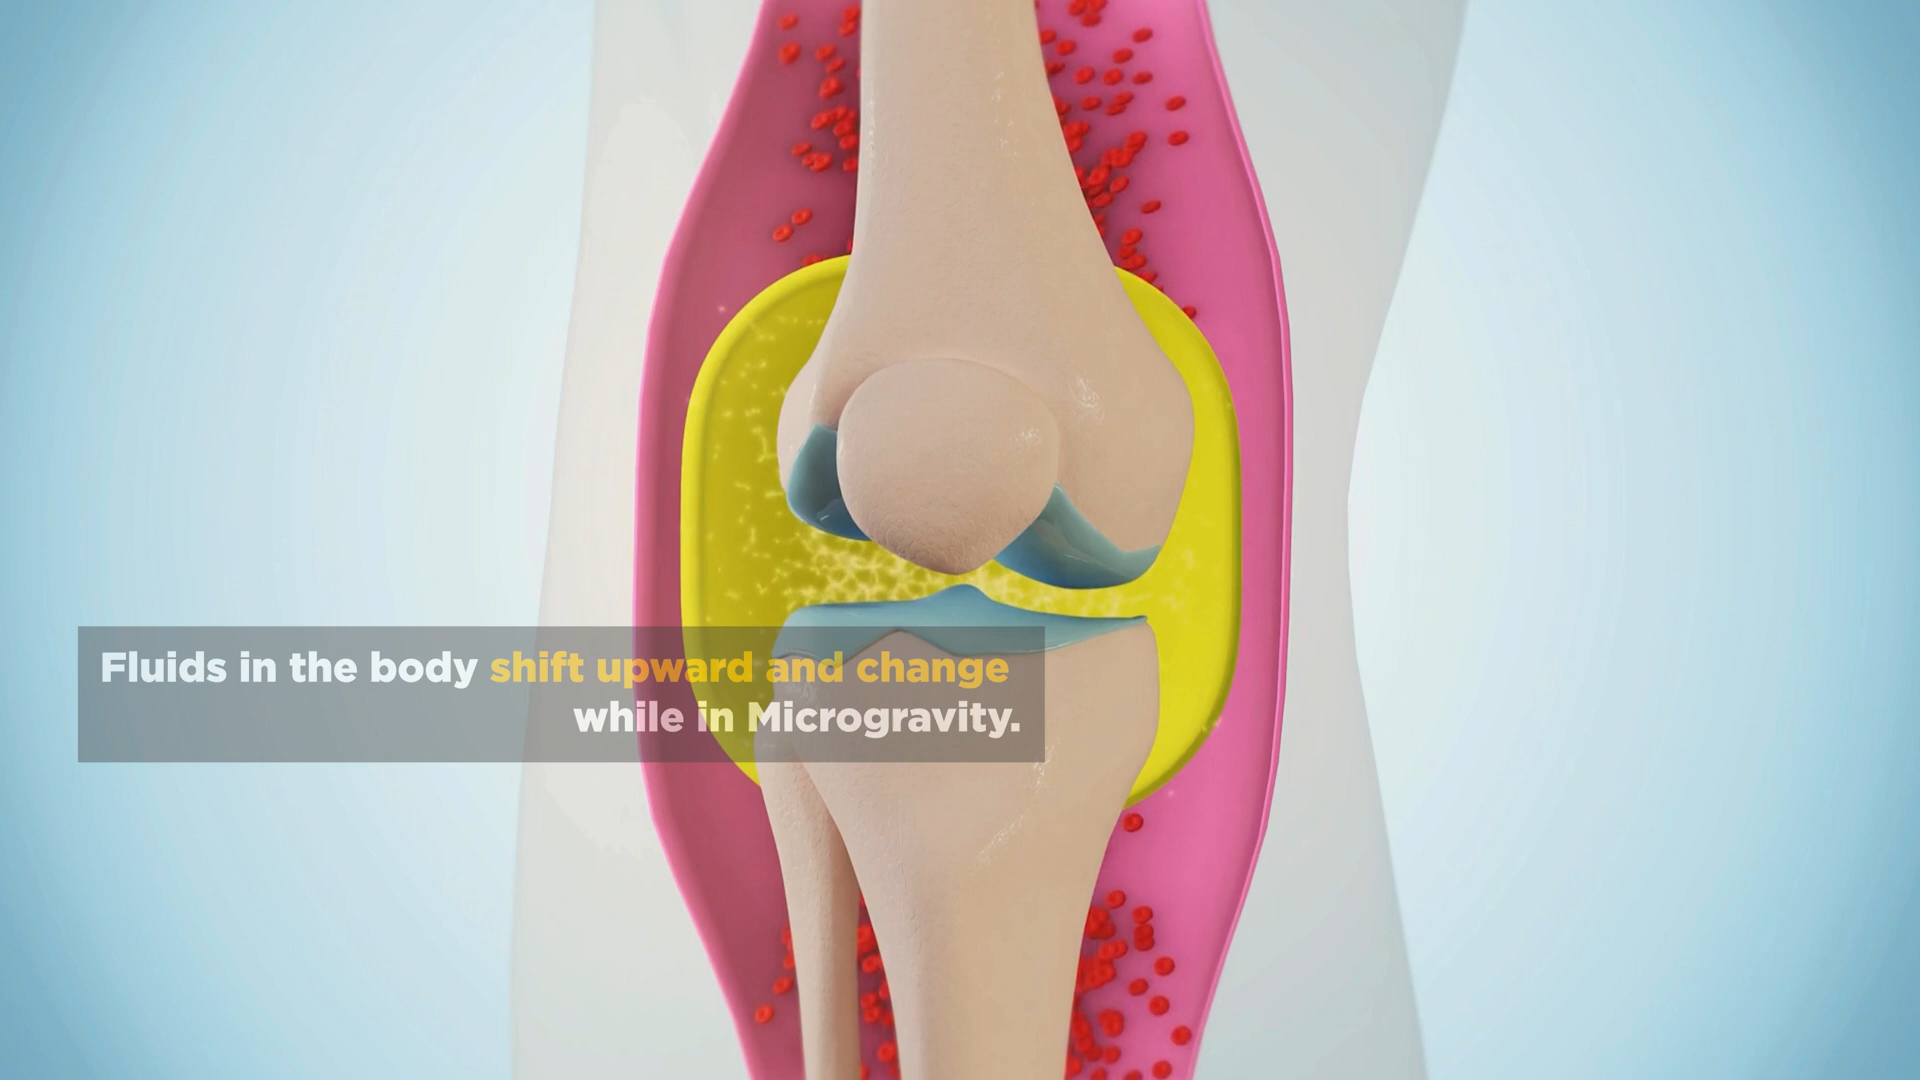 Fluids in the body shift upward and change
while in Microgravity.